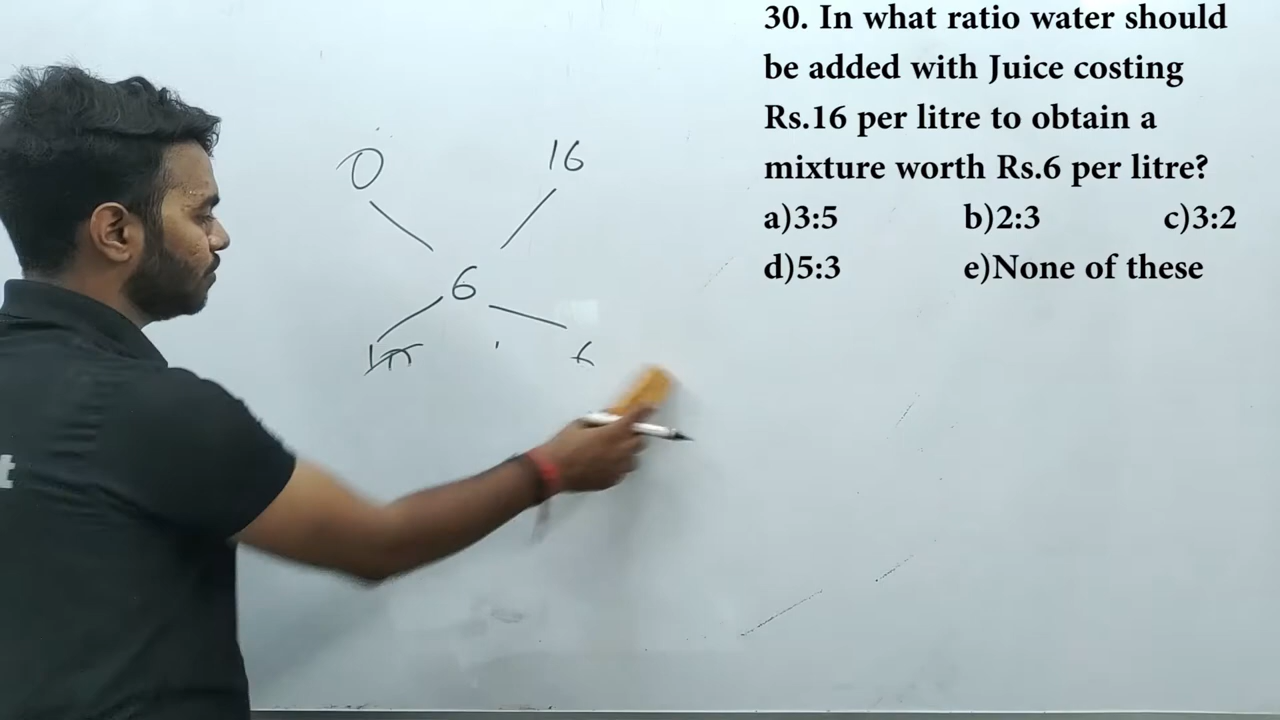 30. In what ratio water should
be added with Juice costing
Rs.16 per litre to obtain a
mixture worth Rs.6 per litre?
a)3:5 b)2:3 c)3:2
d)5:3 e)None of these
0 16
6
t